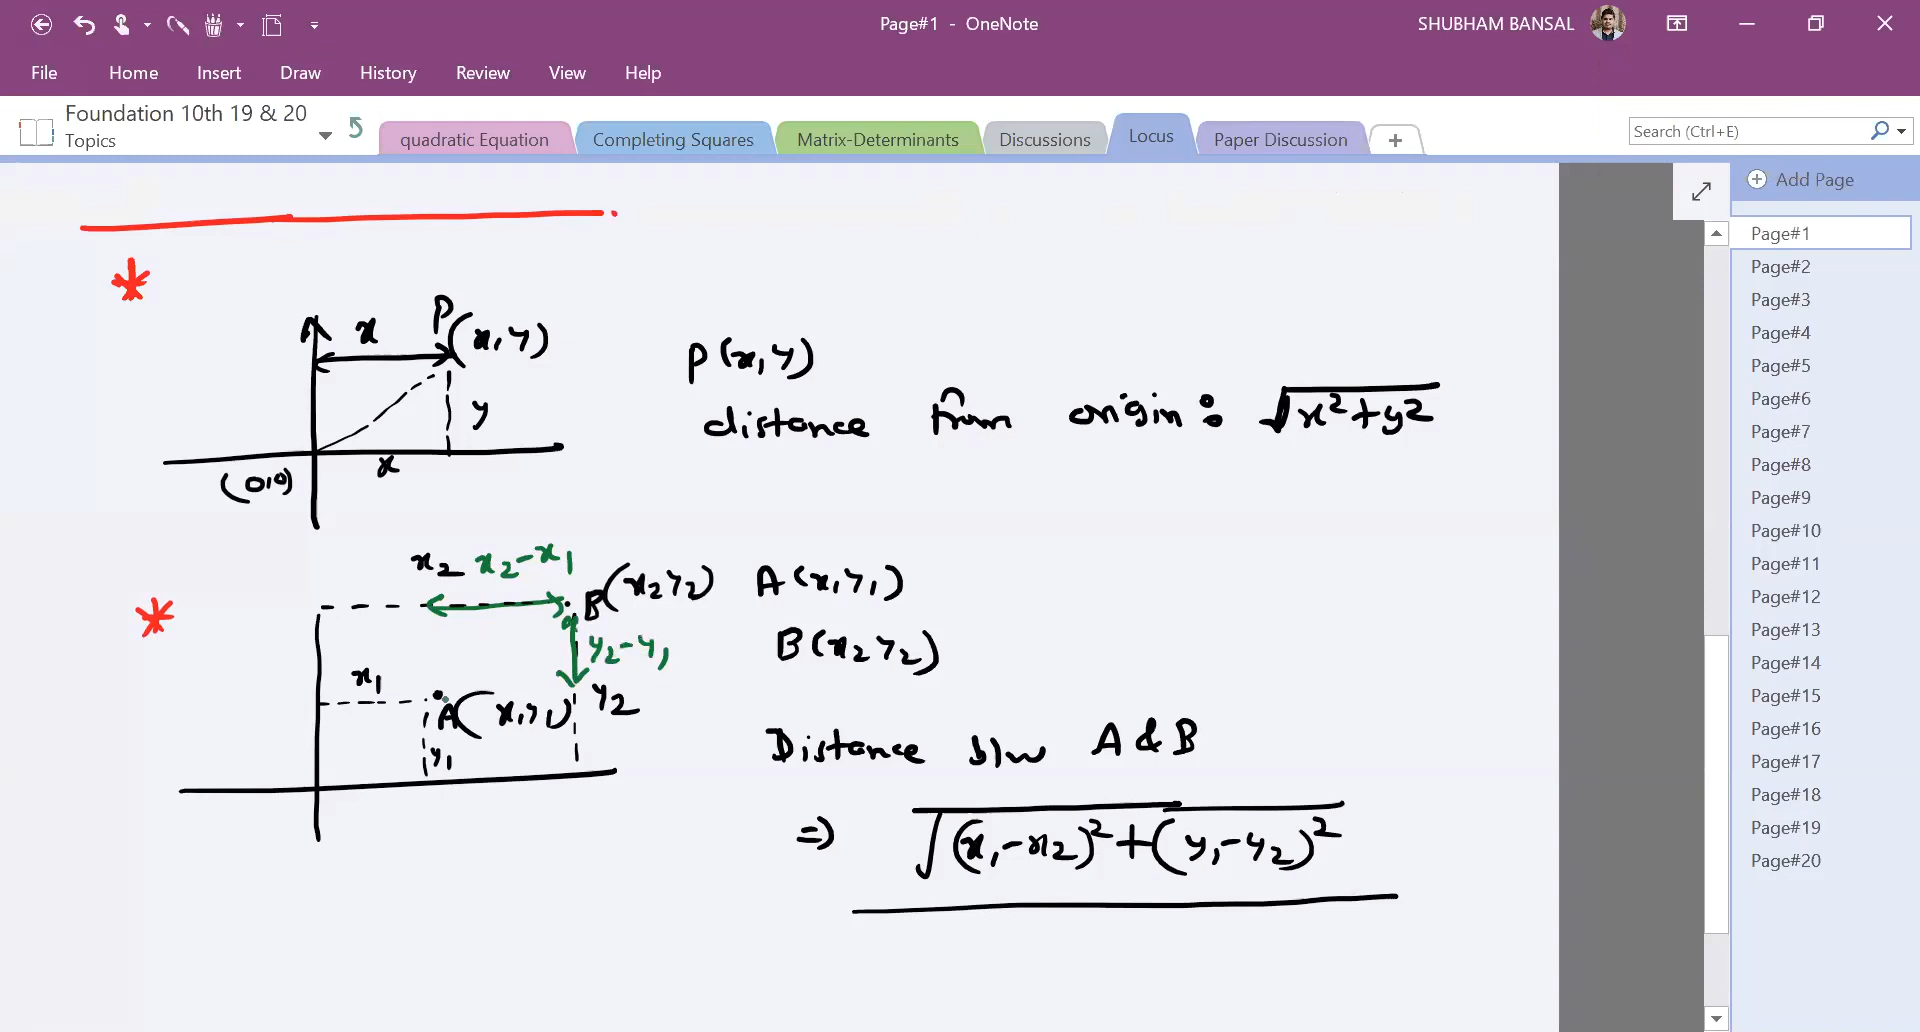 Page#1 - OneNote
SHUBHAM BANSAL
File Home Insert Draw History Review View Help
Foundation 10th 19 & 20
Topics
quadratic Equation
Completing Squares
Matrix-Determinants
Discussions
Locus
Paper Discussion
+
Search (Ctrl+E)
Add Page
Page#1
Page#2
Page#3
Page#4
Page#5
Page#6
Page#7
Page#8
Page#9
Page#10
Page#11
Page#12
Page#13
Page#14
Page#15
Page#16
Page#17
Page#18
Page#19
Page#20
*
P
x
(x,y)
y
x
(0,0)
P(x,y)
distance from origin : √x²+y²
*
x₂ x₂-x₁
B(x₂y₂)
y₂-y₁
x₁
A(x₁y₁)
y₂
y₁
A(x₁y₁)
B(x₂y₂)
Distance b/w A & B
=> √(x₁-x₂)²+(y₁-y₂)²